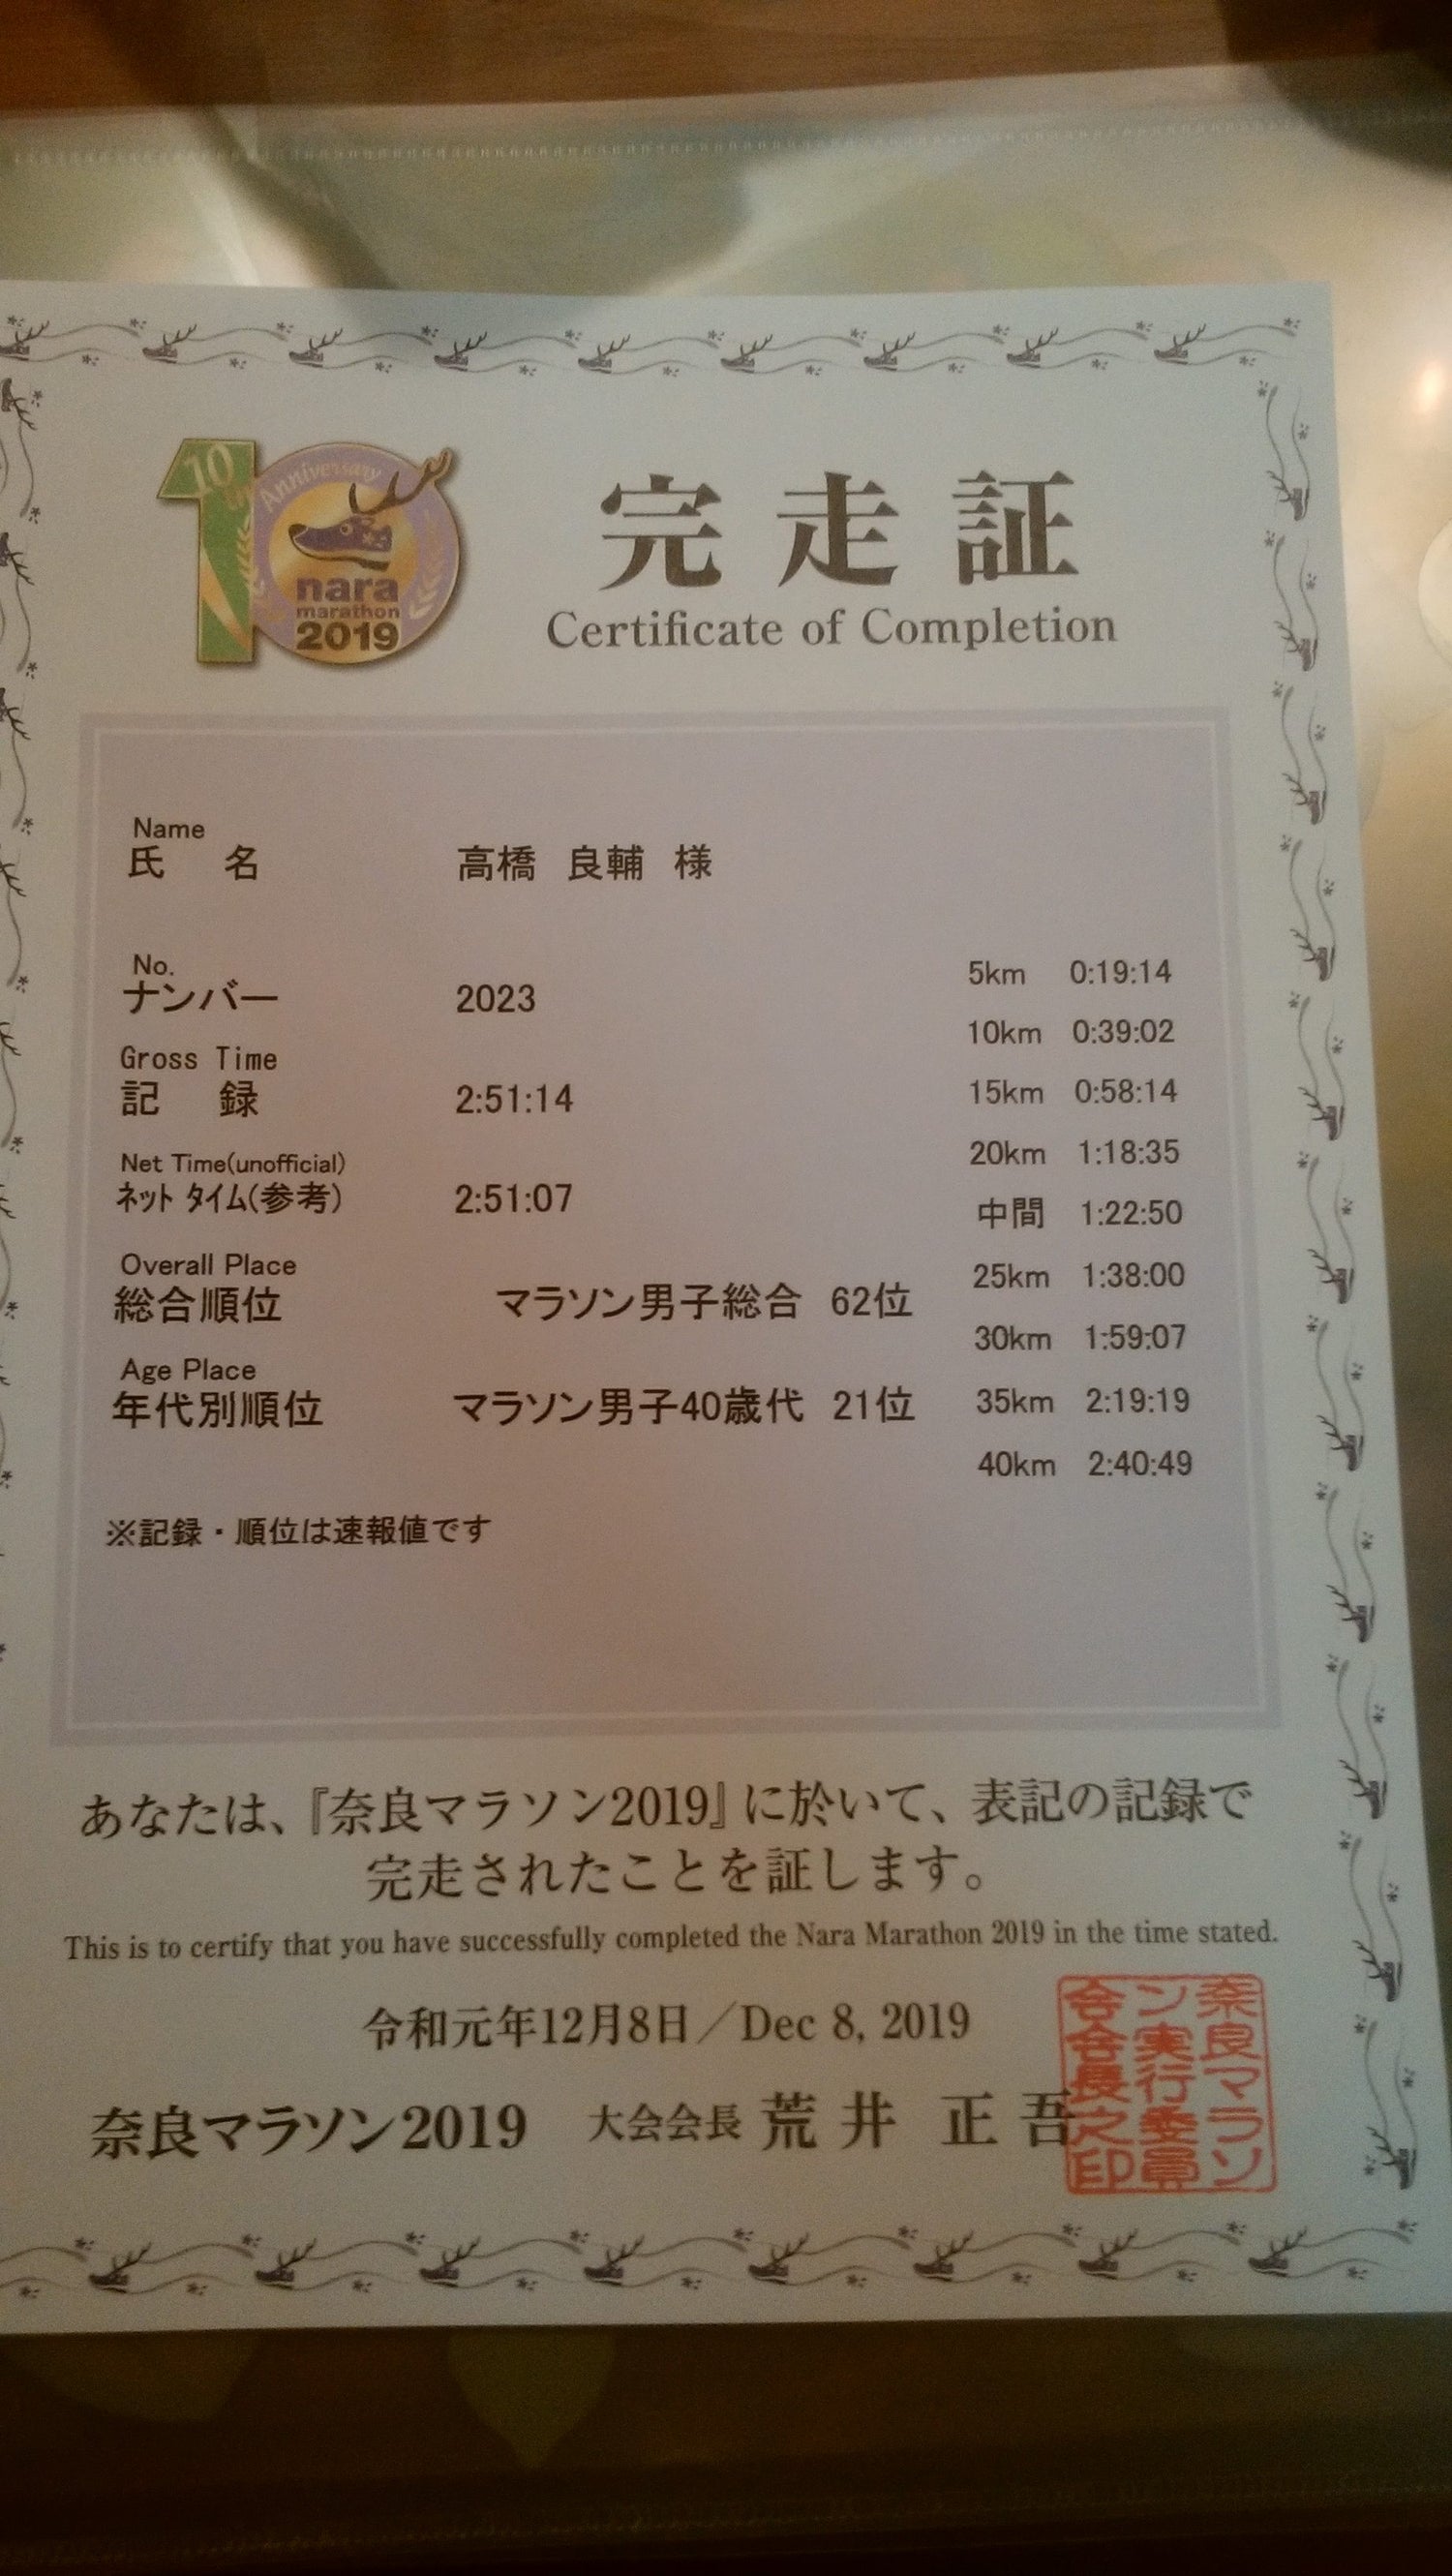 10th Anniversary
nara
marathon
2019
完走証
Certificate of Completion
Name
氏 名 高橋 良輔 様
No.
ナンバー 2023
Gross Time
記 録 2:51:14
Net Time(unofficial)
ネット タイム(参考) 2:51:07
Overall Place
総合順位 マラソン男子総合 62位
Age Place
年代別順位 マラソン男子40歳代 21位
5km 0:19:14
10km 0:39:02
15km 0:58:14
20km 1:18:35
中間 1:22:50
25km 1:38:00
30km 1:59:07
35km 2:19:19
40km 2:40:49
※記録・順位は速報値です
あなたは、『奈良マラソン2019』に於いて、表記の記録で
完走されたことを証します。
This is to certify that you have successfully completed the Nara Marathon 2019 in the time stated.
令和元年12月8日／Dec 8, 2019
奈良マラソン2019 大会会長 荒井 正吾
奈良マラソ
ン実行委員
会会長之印